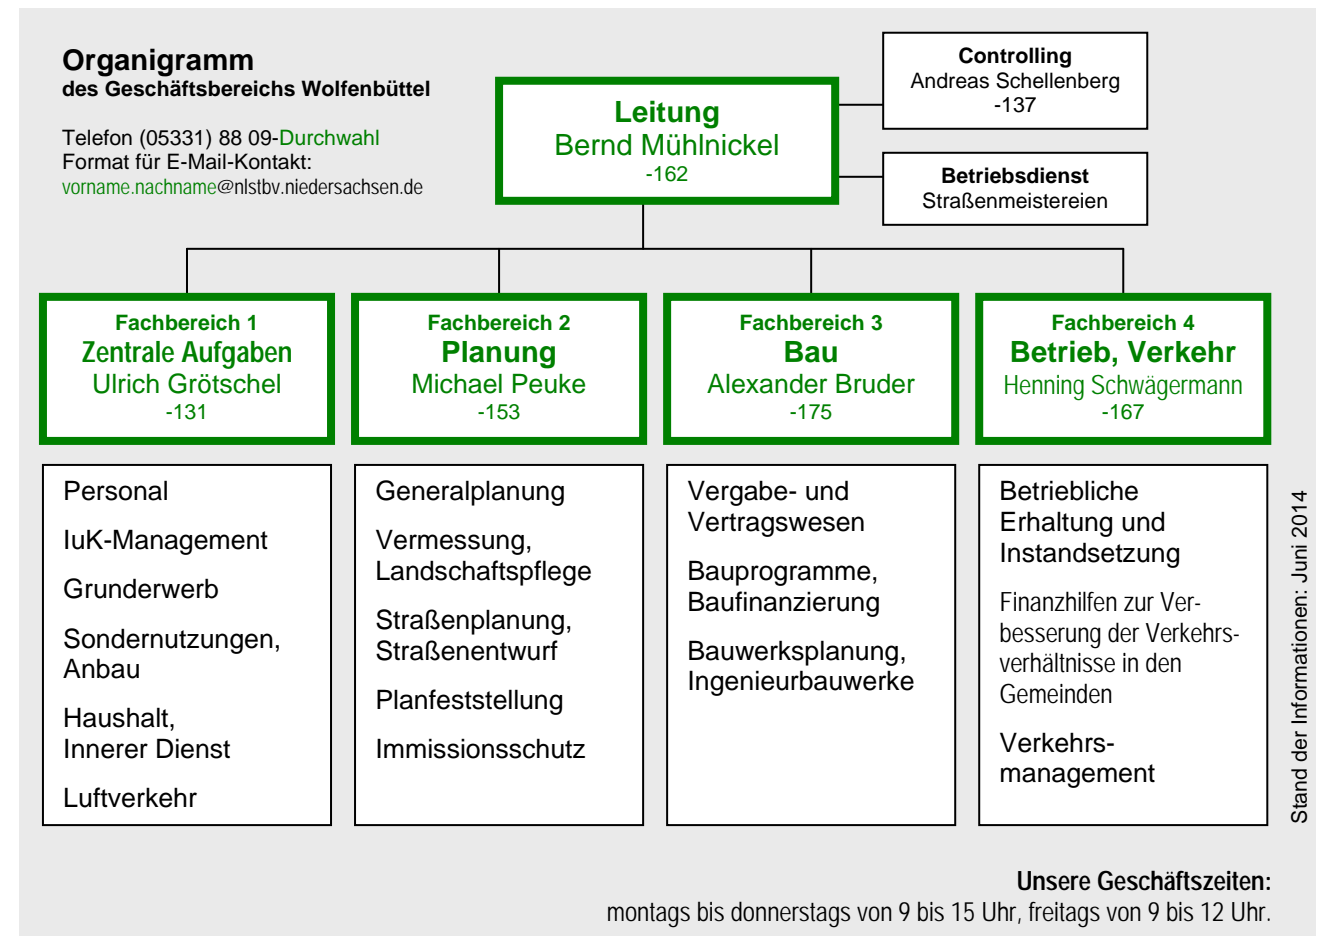 Organigramm
des Geschäftsbereichs Wolfenbüttel
Telefon (05331) 88 09-Durchwahl
Format für E-Mail-Kontakt:
vorname.nachname@nlstbv.niedersachsen.de
Leitung
Bernd Mühlnickel
-162
Controlling
Andreas Schellenberg
-137
Betriebsdienst
Straßenmeistereien
Fachbereich 1
Zentrale Aufgaben
Ulrich Grötschel
-131
Fachbereich 2
Planung
Michael Peuke
-153
Fachbereich 3
Bau
Alexander Bruder
-175
Fachbereich 4
Betrieb, Verkehr
Henning Schwägermann
-167
Personal
IuK-Management
Grunderwerb
Sondernutzungen,
Anbau
Haushalt,
Innerer Dienst
Luftverkehr
Generalplanung
Vermessung,
Landschaftspflege
Straßenplanung,
Straßenentwurf
Planfeststellung
Immissionsschutz
Vergabe- und
Vertragswesen
Bauprogramme,
Baufinanzierung
Bauwerksplanung,
Ingenieurbauwerke
Betriebliche
Erhaltung und
Instandsetzung
Finanzhilfen zur Ver-
besserung der Verkehrs-
verhältnisse in den
Gemeinden
Verkehrs-
management
Stand der Informationen: Juni 2014
Unsere Geschäftszeiten:
montags bis donnerstags von 9 bis 15 Uhr, freitags von 9 bis 12 Uhr.